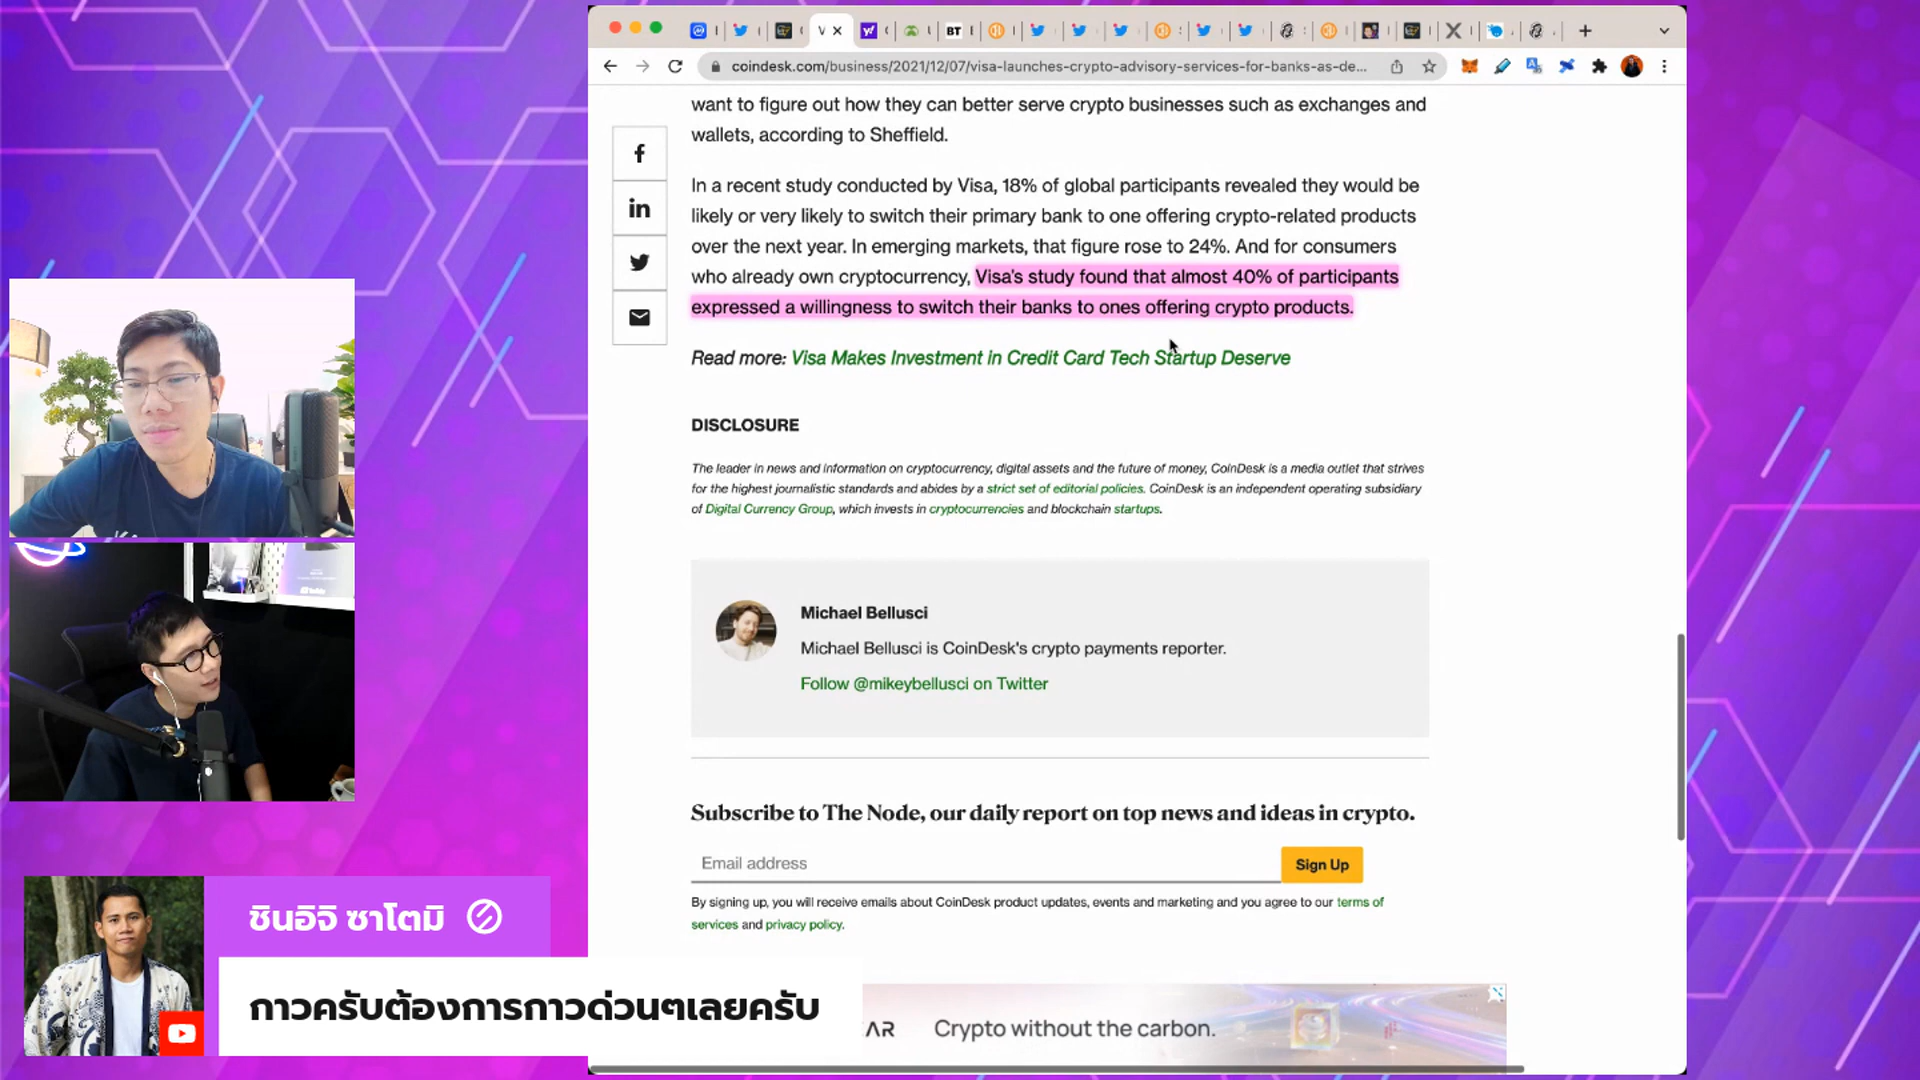 coindesk.com/business/2021/12/07/visa-launches-crypto-advisory-services-for-banks-as-de...
want to figure out how they can better serve crypto businesses such as exchanges and
wallets, according to Sheffield.
In a recent study conducted by Visa, 18% of global participants revealed they would be
likely or very likely to switch their primary bank to one offering crypto-related products
over the next year. In emerging markets, that figure rose to 24%. And for consumers
who already own cryptocurrency, Visa's study found that almost 40% of participants
expressed a willingness to switch their banks to ones offering crypto products.
Read more: Visa Makes Investment in Credit Card Tech Startup Deserve
DISCLOSURE
The leader in news and information on cryptocurrency, digital assets and the future of money, CoinDesk is a media outlet that strives
for the highest journalistic standards and abides by a strict set of editorial policies. CoinDesk is an independent operating subsidiary
of Digital Currency Group, which invests in cryptocurrencies and blockchain startups.
Michael Bellusci
Michael Bellusci is CoinDesk's crypto payments reporter.
Follow @mikeybellusci on Twitter
Subscribe to The Node, our daily report on top news and ideas in crypto.
Email address
Sign Up
By signing up, you will receive emails about CoinDesk product updates, events and marketing and you agree to our terms of
services and privacy policy.
Crypto without the carbon.
ชินอิจิ ซาโตมิ
กาวครับต้องการกาวด่วนๆเลยครับ